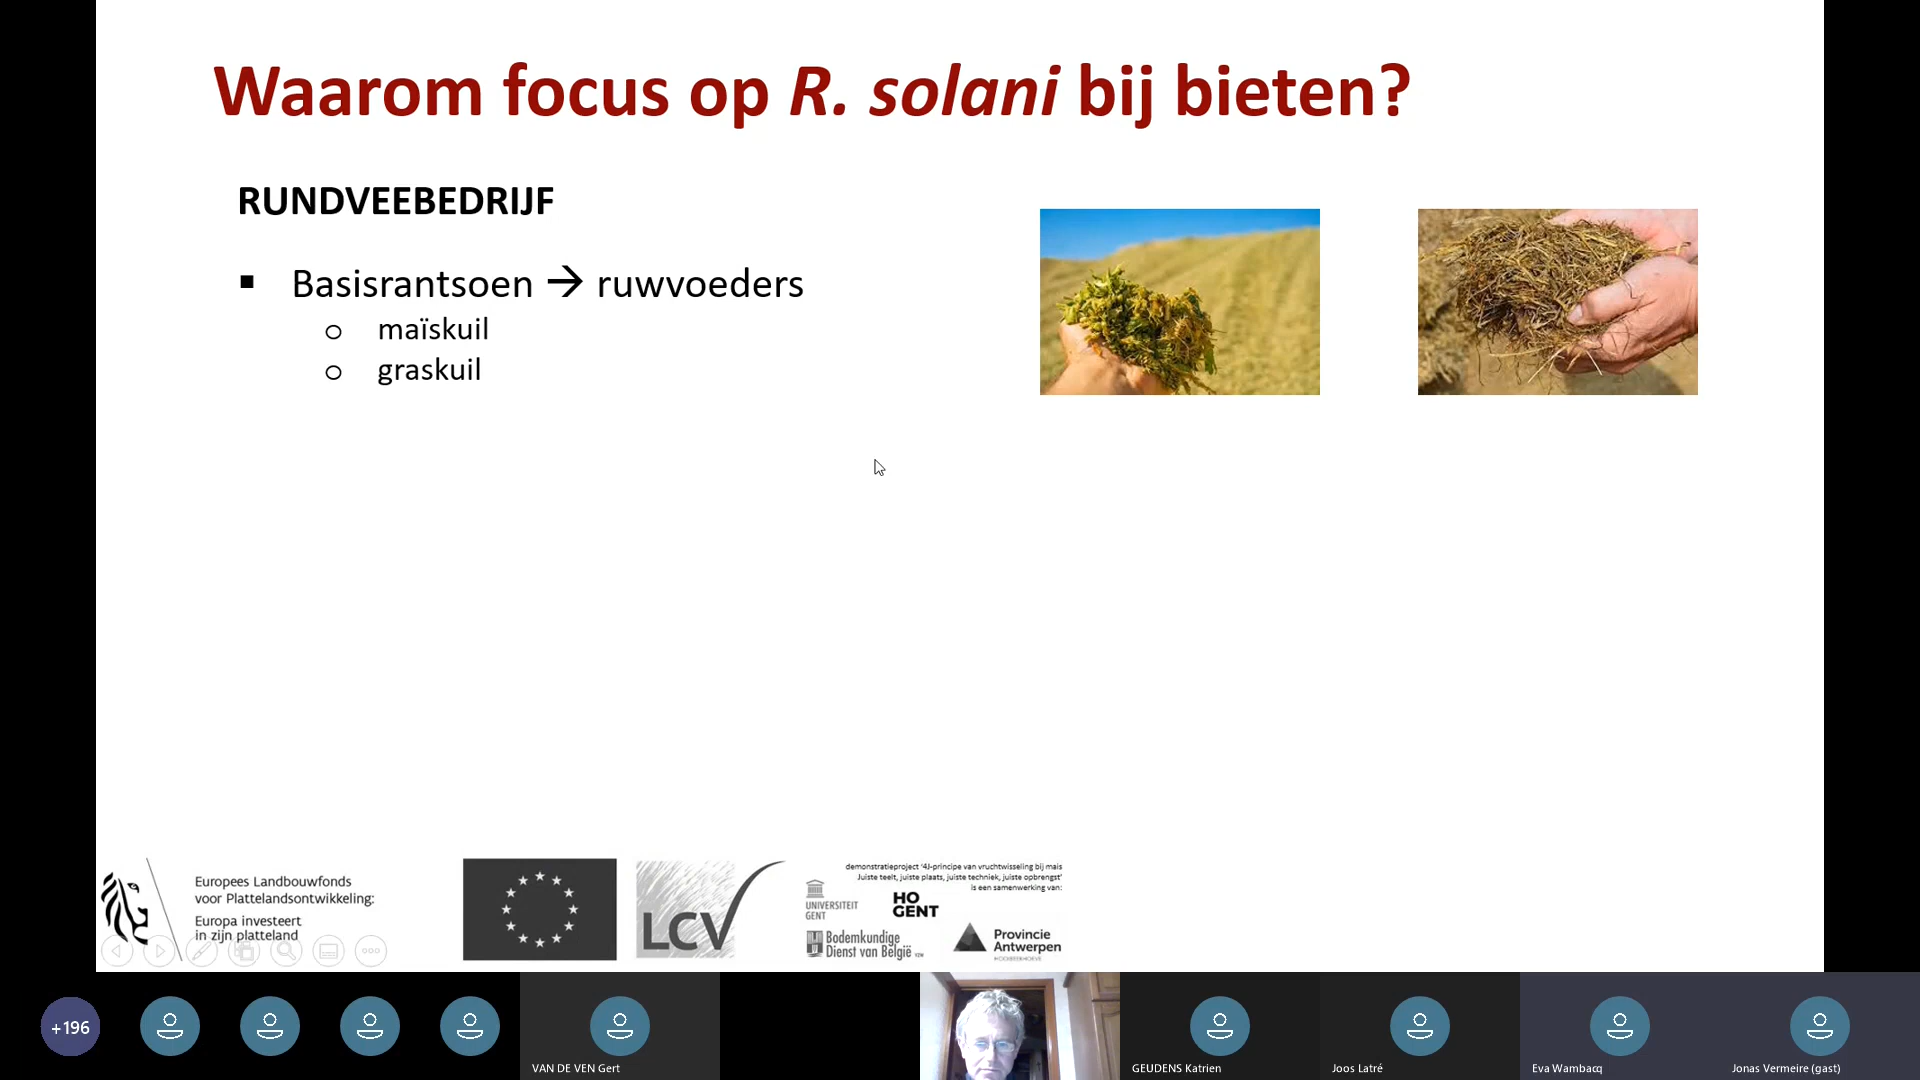 Waarom focus op R. solani bij bieten?
RUNDVEEBEDRIJF
▪ Basisrantsoen → ruwvoeders
o maïskuil
o graskuil
Europees Landbouwfonds
voor Plattelandsontwikkeling:
Europa investeert
in zijn platteland
LCV
demonstratieproject '4J-principe van vruchtwisseling bij mais
Juiste teelt, juiste plaats, juiste techniek, juiste opbrengst'
is een samenwerking van:
UNIVERSITEIT
GENT
HO
GENT
Bodemkundige
Dienst van België vzw
Provincie
Antwerpen
HOOIBEEKHOEVE
+196
VAN DE VEN Gert
GEUDENS Katrien
Joos Latré
Eva Wambacq
Jonas Vermeire (gast)